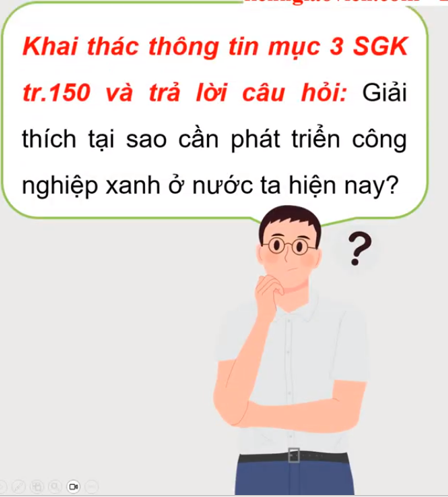 Khai thác thông tin mục 3 SGK
tr.150 và trả lời câu hỏi: Giải
thích tại sao cần phát triển công
nghiệp xanh ở nước ta hiện nay?
?